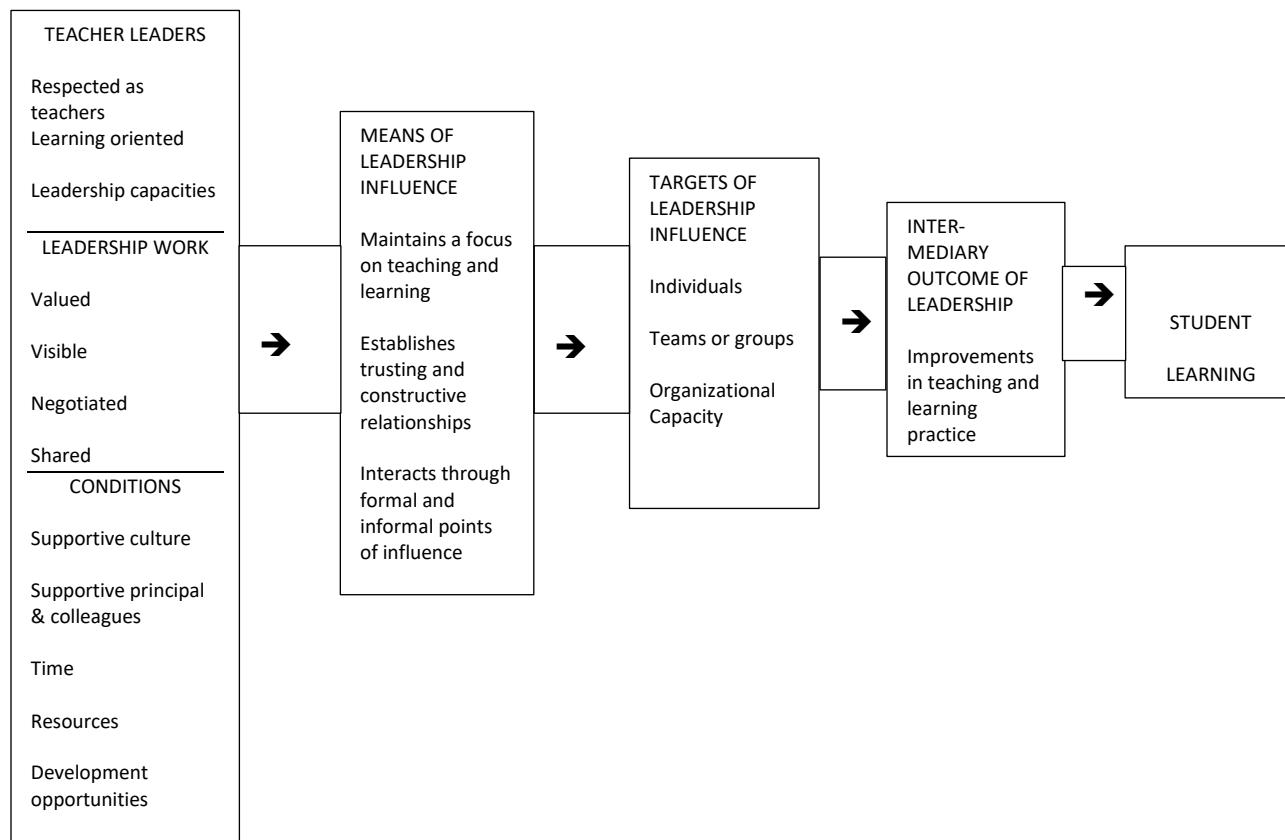 TEACHER LEADERS
Respected as
teachers
Learning oriented
Leadership capacities
LEADERSHIP WORK
Valued
Visible
Negotiated
Shared
CONDITIONS
Supportive culture
Supportive principal
& colleagues
Time
Resources
Development
opportunities
➔
MEANS OF
LEADERSHIP
INFLUENCE
Maintains a focus
on teaching and
learning
Establishes
trusting and
constructive
relationships
Interacts through
formal and
informal points
of influence
➔
TARGETS OF
LEADERSHIP
INFLUENCE
Individuals
Teams or groups
Organizational
Capacity
➔
INTER-
MEDIARY
OUTCOME OF
LEADERSHIP
Improvements
in teaching and
learning
practice
➔
STUDENT
LEARNING